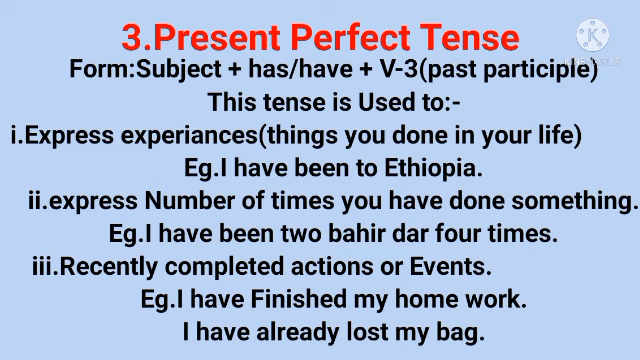 3.Present Perfect Tense
Form:Subject + has/have + V-3(past participle)
This tense is Used to:-
i.Express experiances(things you done in your life)
Eg.I have been to Ethiopia.
ii.express Number of times you have done something.
Eg.I have been two bahir dar four times.
iii.Recently completed actions or Events.
Eg.I have Finished my home work.
I have already lost my bag.